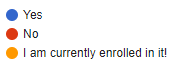 Yes
No
I am currently enrolled in it!